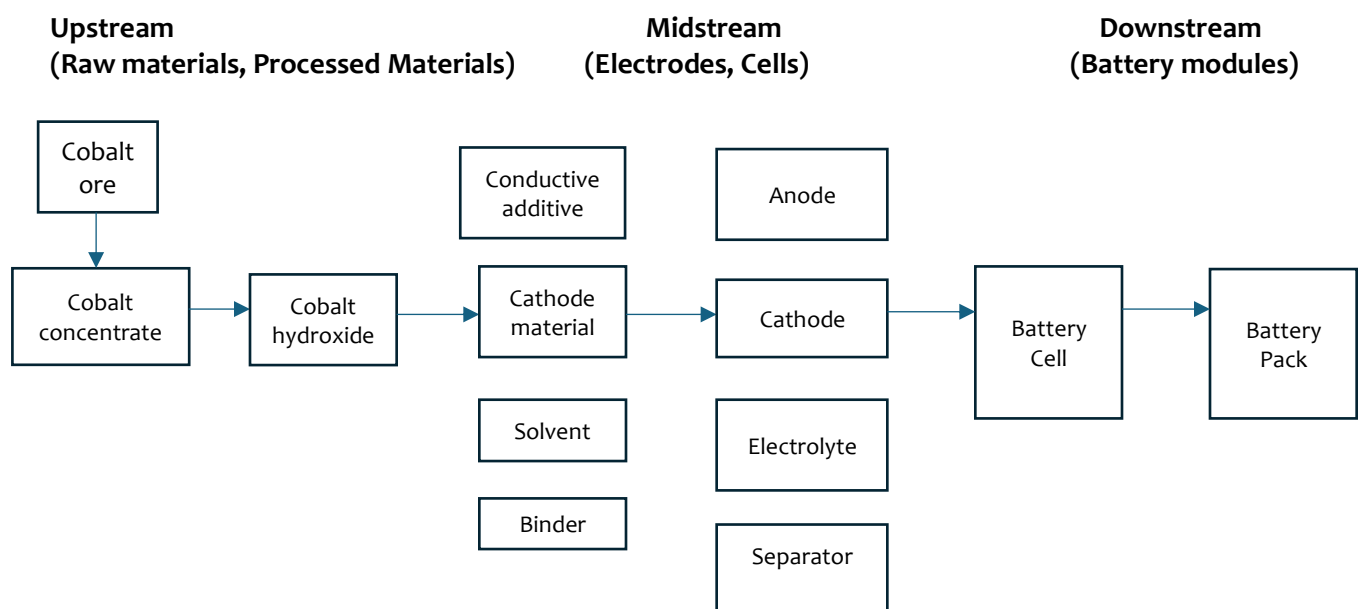 Upstream
(Raw materials, Processed Materials)
Midstream
(Electrodes, Cells)
Downstream
(Battery modules)
Cobalt
ore
Cobalt
concentrate
Cobalt
hydroxide
Conductive
additive
Cathode
material
Solvent
Binder
Anode
Cathode
Electrolyte
Separator
Battery
Cell
Battery
Pack